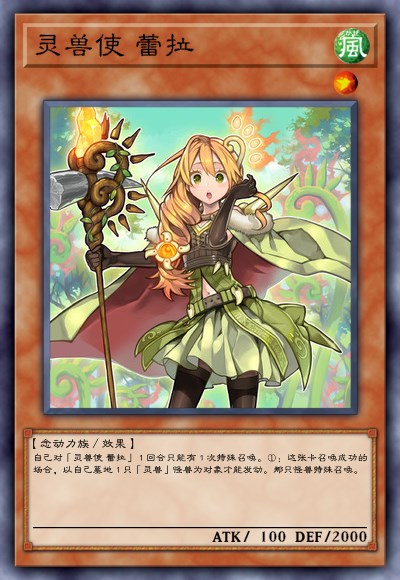 灵兽使 蕾拉
風
【念动力族／效果】
自己对「灵兽使 蕾拉」1回合只能有1次特殊召唤。①：这张卡召唤成功的
场合，以自己墓地1只「灵兽」怪兽为对象才能发动。那只怪兽特殊召唤。
ATK/ 100 DEF/2000